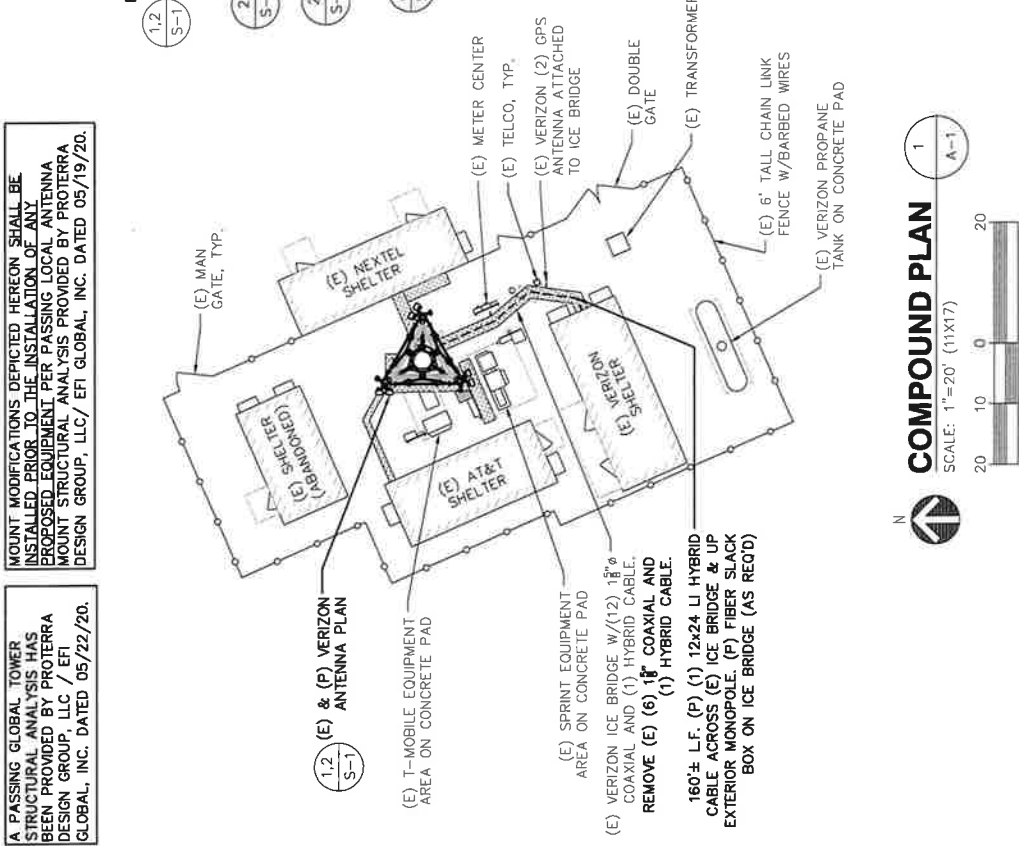 A PASSING GLOBAL TOWER
STRUCTURAL ANALYSIS HAS
BEEN PROVIDED BY PROTERRA
DESIGN GROUP, LLC / EFI
GLOBAL, INC. DATED 05/22/20.
MOUNT MODIFICATIONS DEPICTED HEREON SHALL BE
INSTALLED PRIOR TO THE INSTALLATION OF ANY
PROPOSED EQUIPMENT PER PASSING LOCAL ANTENNA
MOUNT STRUCTURAL ANALYSIS PROVIDED BY PROTERRA
DESIGN GROUP, LLC/ EFI GLOBAL, INC. DATED 05/19/20.
1,2
S-1
2
S-
2
S-
(E) MAN
GATE, TYP.
(E) NEXTEL
SHELTER
(E) SHELTER
(ABANDONED)
(E) METER CENTER
(E) TELCO, TYP.
(E) VERIZON (2) GPS
ANTENNA ATTACHED
TO ICE BRIDGE
(E) DOUBLE
GATE
(E) TRANSFORMER
(E) 6' TALL CHAIN LINK
FENCE W/BARBED WIRES
(E) VERIZON PROPANE
TANK ON CONCRETE PAD
(E) AT&T
SHELTER
(E) VERIZON
SHELTER
1,2
S-1
(E) & (P) VERIZON
ANTENNA PLAN
(E) T-MOBILE EQUIPMENT
AREA ON CONCRETE PAD
(E) SPRINT EQUIPMENT
AREA ON CONCRETE PAD
(E) VERIZON ICE BRIDGE W/(12) 1⅝"ø
COAXIAL AND (1) HYBRID CABLE.
REMOVE (E) (6) 1⅝" COAXIAL AND
(1) HYBRID CABLE.
160'± L.F. (P) (1) 12x24 LI HYBRID
CABLE ACROSS (E) ICE BRIDGE & UP
EXTERIOR MONOPOLE. (P) FIBER SLACK
BOX ON ICE BRIDGE (AS REQ'D)
N
COMPOUND PLAN
SCALE: 1"=20' (11X17)
1
A-1
20 10 0 20